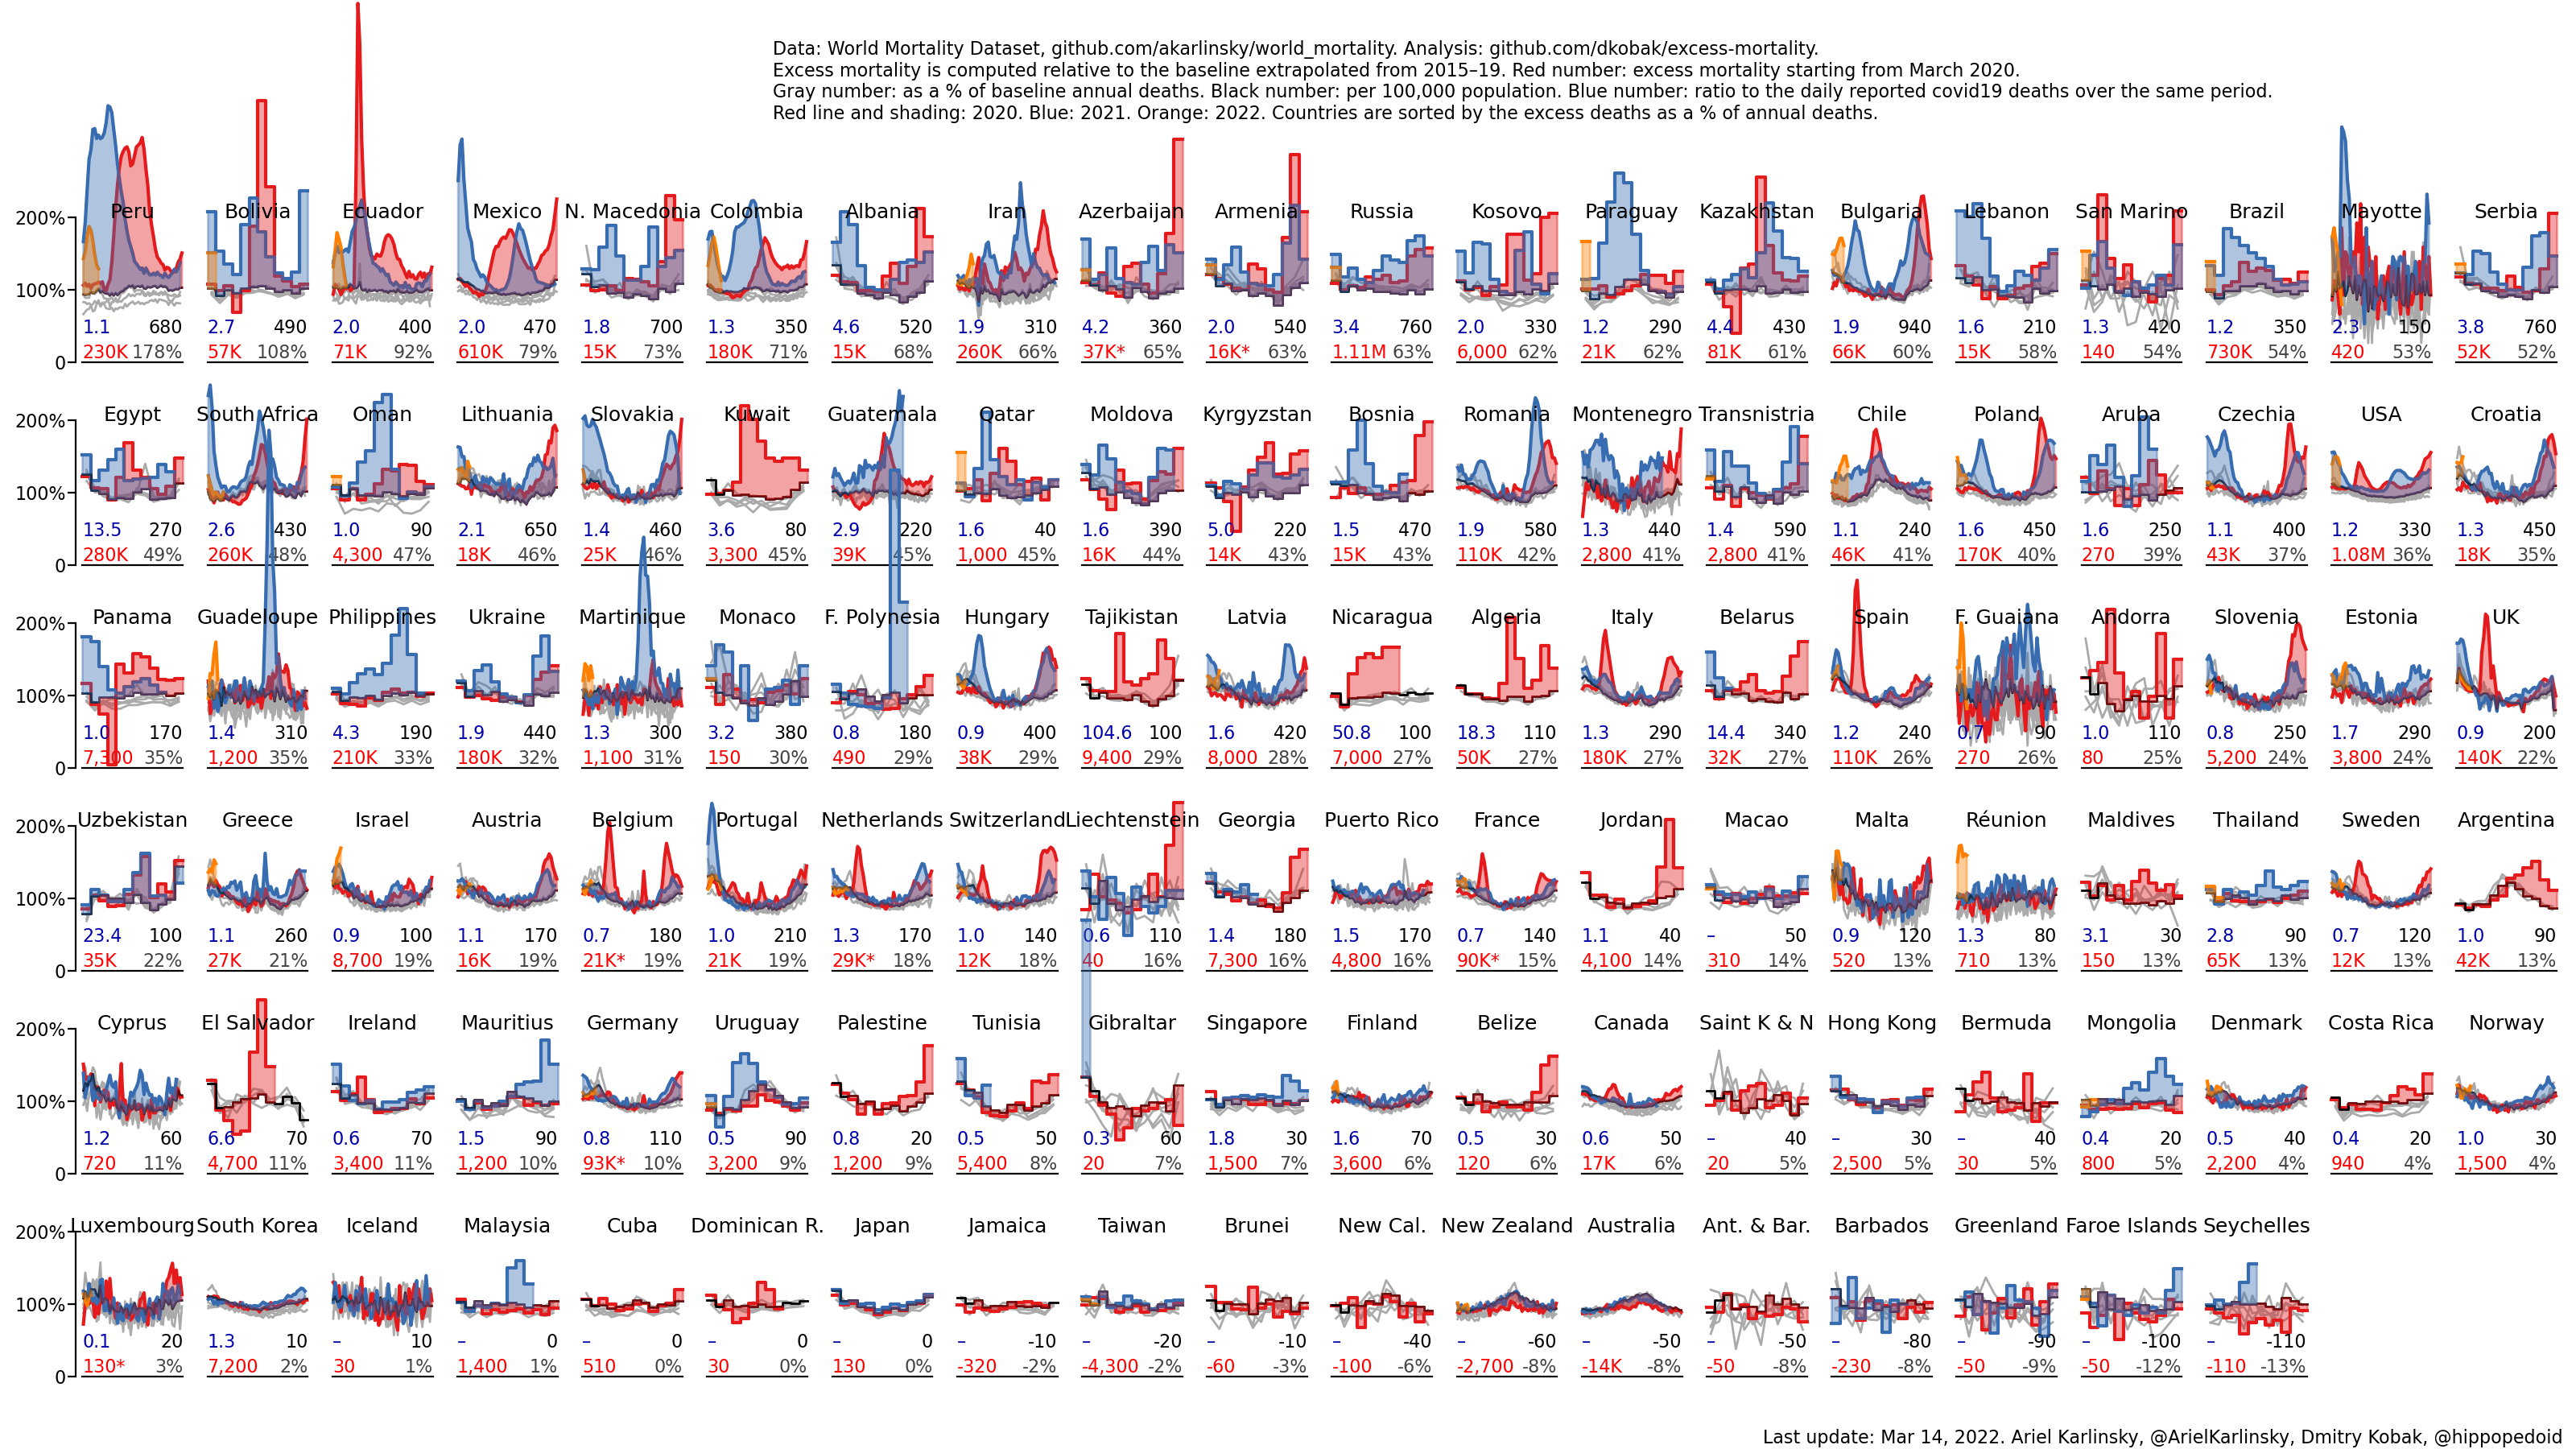 Data: World Mortality Dataset, github.com/akarlinsky/world_mortality. Analysis: github.com/dkobak/excess-mortality.
Excess mortality is computed relative to the baseline extrapolated from 2015–19. Red number: excess mortality starting from March 2020.
Gray number: as a % of baseline annual deaths. Black number: per 100,000 population. Blue number: ratio to the daily reported covid19 deaths over the same period.
Red line and shading: 2020. Blue: 2021. Orange: 2022. Countries are sorted by the excess deaths as a % of annual deaths.
200% Peru Bolivia Ecuador Mexico N. Macedonia Colombia Albania Iran Azerbaijan Armenia Russia Kosovo Paraguay Kazakhstan Bulgaria Lebanon San Marino Brazil Mayotte Serbia
100%
1.1 680 2.7 490 2.0 400 2.0 470 1.8 700 1.3 350 4.6 520 1.9 310 4.2 360 2.0 540 3.4 760 2.0 330 1.2 290 4.4 430 1.9 940 1.6 210 1.3 420 1.2 350 2.3 150 3.8 760
0 230K 178% 57K 108% 71K 92% 610K 79% 15K 73% 180K 71% 15K 68% 260K 66% 37K* 65% 16K* 63% 1.11M 63% 6,000 62% 21K 62% 81K 61% 66K 60% 15K 58% 140 54% 730K 54% 420 53% 52K 52%
200% Egypt South Africa Oman Lithuania Slovakia Kuwait Guatemala Qatar Moldova Kyrgyzstan Bosnia Romania Montenegro Transnistria Chile Poland Aruba Czechia USA Croatia
100%
13.5 270 2.6 430 1.0 90 2.1 650 1.4 460 3.6 80 2.9 220 1.6 40 1.6 390 5.0 220 1.5 470 1.9 580 1.3 440 1.4 590 1.1 240 1.6 450 1.6 250 1.1 400 1.2 330 1.3 450
0 280K 49% 260K 48% 4,300 47% 18K 46% 25K 46% 3,300 45% 39K 45% 1,000 45% 16K 44% 14K 43% 15K 43% 110K 42% 2,800 41% 2,800 41% 46K 41% 170K 40% 270 39% 43K 37% 1.08M 36% 18K 35%
200% Panama Guadeloupe Philippines Ukraine Martinique Monaco F. Polynesia Hungary Tajikistan Latvia Nicaragua Algeria Italy Belarus Spain F. Guaiana Andorra Slovenia Estonia UK
100%
1.0 170 1.4 310 4.3 190 1.9 440 1.3 300 3.2 380 0.8 180 0.9 400 104.6 100 1.6 420 50.8 100 18.3 110 1.3 290 14.4 340 1.2 240 0.7 90 1.0 110 0.8 250 1.7 290 0.9 200
0 7,300 35% 1,200 35% 210K 33% 180K 32% 1,100 31% 150 30% 490 29% 38K 29% 9,400 29% 8,000 28% 7,000 27% 50K 27% 180K 27% 32K 27% 110K 26% 270 26% 80 25% 5,200 24% 3,800 24% 140K 22%
200% Uzbekistan Greece Israel Austria Belgium Portugal Netherlands Switzerland Liechtenstein Georgia Puerto Rico France Jordan Macao Malta Réunion Maldives Thailand Sweden Argentina
100%
23.4 100 1.1 260 0.9 100 1.1 170 0.7 180 1.0 210 1.3 170 1.0 140 0.6 110 1.4 180 1.5 170 0.7 140 1.1 40 – 50 0.9 120 1.3 80 3.1 30 2.8 90 0.7 120 1.0 90
0 35K 22% 27K 21% 8,700 19% 16K 19% 21K* 19% 21K 19% 29K* 18% 12K 18% 40 16% 7,300 16% 4,800 16% 90K* 15% 4,100 14% 310 14% 520 13% 710 13% 150 13% 65K 13% 12K 13% 42K 13%
200% Cyprus El Salvador Ireland Mauritius Germany Uruguay Palestine Tunisia Gibraltar Singapore Finland Belize Canada Saint K & N Hong Kong Bermuda Mongolia Denmark Costa Rica Norway
100%
1.2 60 6.6 70 0.6 70 1.5 90 0.8 110 0.5 90 0.8 20 0.5 50 0.3 60 1.8 30 1.6 70 0.5 30 0.6 50 – 40 – 30 – 40 0.4 20 0.5 40 0.4 20 1.0 30
0 720 11% 4,700 11% 3,400 11% 1,200 10% 93K* 10% 3,200 9% 1,200 9% 5,400 8% 20 7% 1,500 7% 3,600 6% 120 6% 17K 6% 20 5% 2,500 5% 30 5% 800 5% 2,200 4% 940 4% 1,500 4%
200% Luxembourg South Korea Iceland Malaysia Cuba Dominican R. Japan Jamaica Taiwan Brunei New Cal. New Zealand Australia Ant. & Bar. Barbados Greenland Faroe Islands Seychelles
100%
0.1 20 1.3 10 – 10 – 0 – 0 – 0 – 0 – -10 – -20 – -10 – -40 – -60 – -50 – -50 – -80 – -90 – -100 – -110
0 130* 3% 7,200 2% 30 1% 1,400 1% 510 0% 30 0% 130 0% -320 -2% -4,300 -2% -60 -3% -100 -6% -2,700 -8% -14K -8% -50 -8% -230 -8% -50 -9% -50 -12% -110 -13%
Last update: Mar 14, 2022. Ariel Karlinsky, @ArielKarlinsky, Dmitry Kobak, @hippopedoid